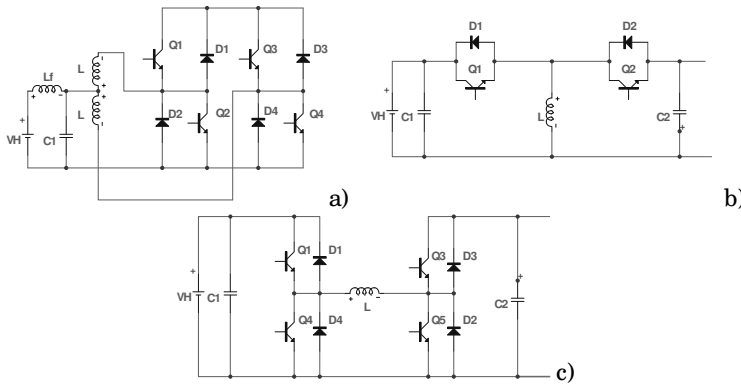 Q1 D1 Q3 D3
L
Lf
L
D2 Q2 D4 Q4
VH C1
a)
D1 D2
Q1 Q2
VH C1 L C2
b)
Q1 D1 Q3 D3
VH C1 L C2
Q4 D4 Q5 D2
c)